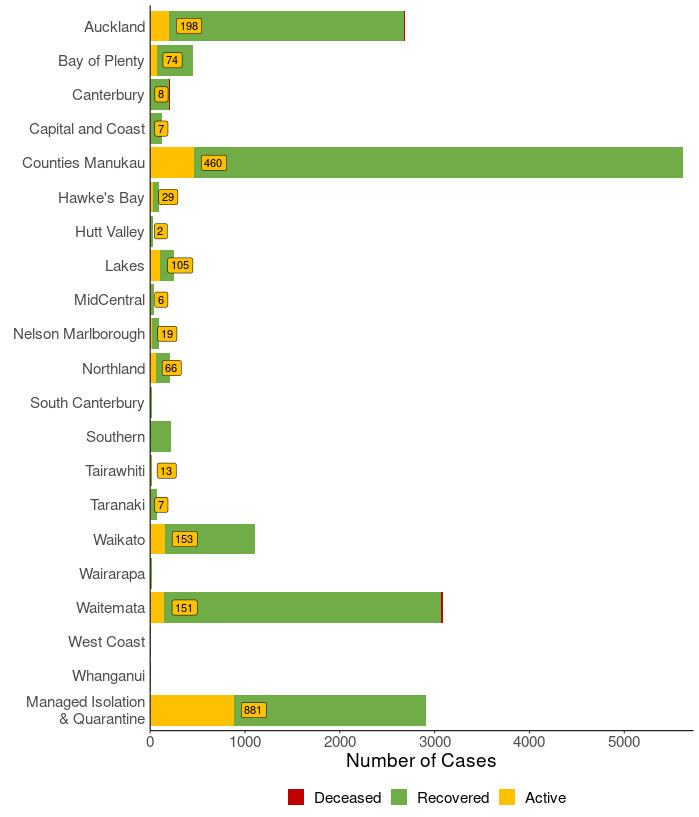 Auckland 198
Bay of Plenty 74
Canterbury 8
Capital and Coast 7
Counties Manukau 460
Hawke's Bay 29
Hutt Valley 2
Lakes 105
MidCentral 6
Nelson Marlborough 19
Northland 66
South Canterbury
Southern
Tairawhiti 13
Taranaki 7
Waikato 153
Wairarapa
Waitemata 151
West Coast
Whanganui
Managed Isolation
& Quarantine 881
0 1000 2000 3000 4000 5000
Number of Cases
Deceased Recovered Active